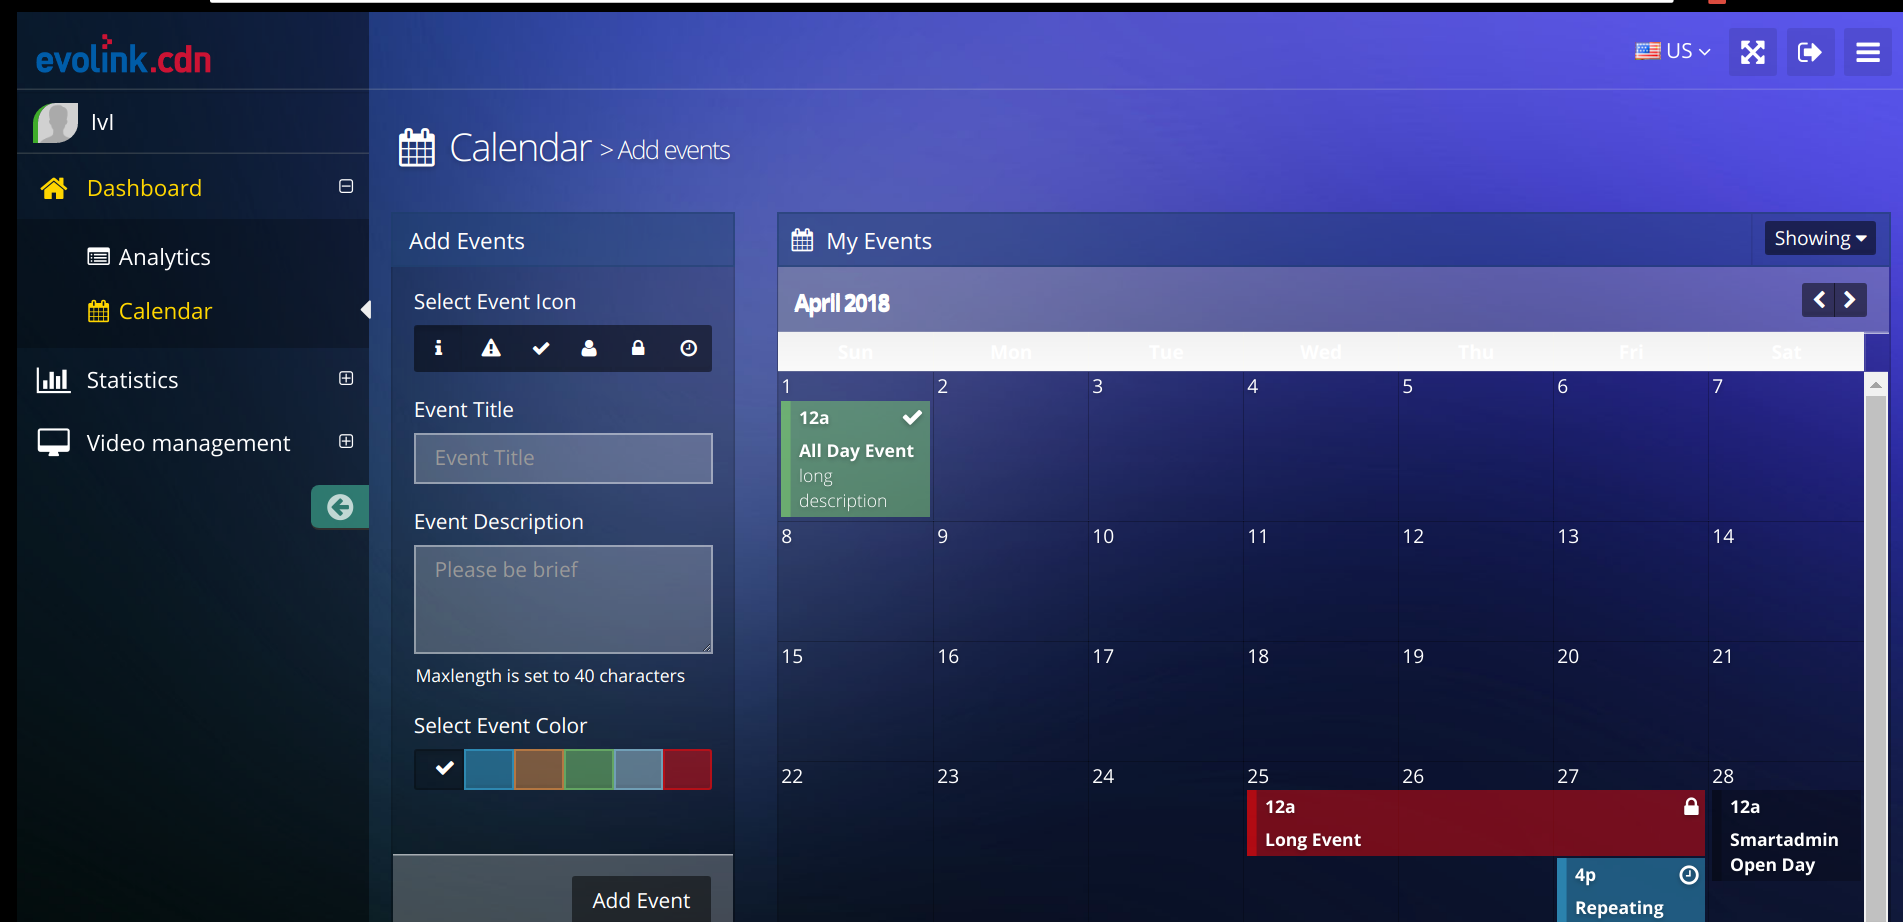 evolink.cdn
US
lvl
Calendar > Add events
Dashboard
Analytics
Calendar
Statistics
Video management
Add Events
Select Event Icon
Event Title
Event Title
Event Description
Please be brief
Maxlength is set to 40 characters
Select Event Color
Add Event
My Events
Showing
April 2018
Sun Mon Tue Wed Thu Fri Sat
1 2 3 4 5 6 7
12a
All Day Event
long
description
8 9 10 11 12 13 14
15 16 17 18 19 20 21
22 23 24 25 26 27 28
12a
Long Event
12a
Smartadmin
Open Day
4p
Repeating